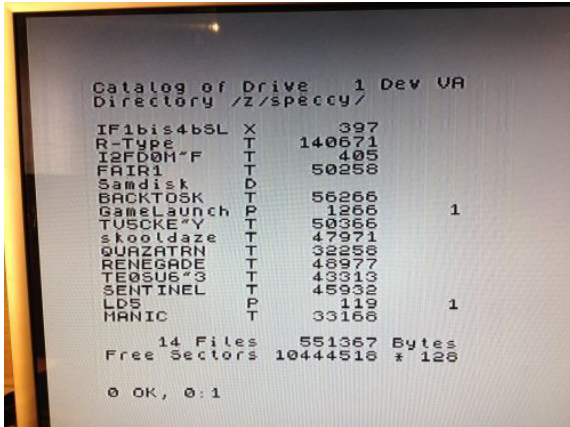 Catalog of Drive 1 Dev VA
Directory /z/speccy/
IF1bis4bSL X 397
R-Type T 140671
I2FD0M~F T 405
FAIR1 T 50258
Samdisk D
BACKTOSK T 56266
GameLaunch P 1266 1
TV5CKE~Y T 50366
skooldaze T 47971
QUAZATRN T 32258
RENEGADE T 48977
TE0SU6~3 T 43313
SENTINEL T 45932
LD5 P 119 1
MANIC T 33168
14 Files 551367 Bytes
Free Sectors 10444518 * 128
0 OK, 0:1